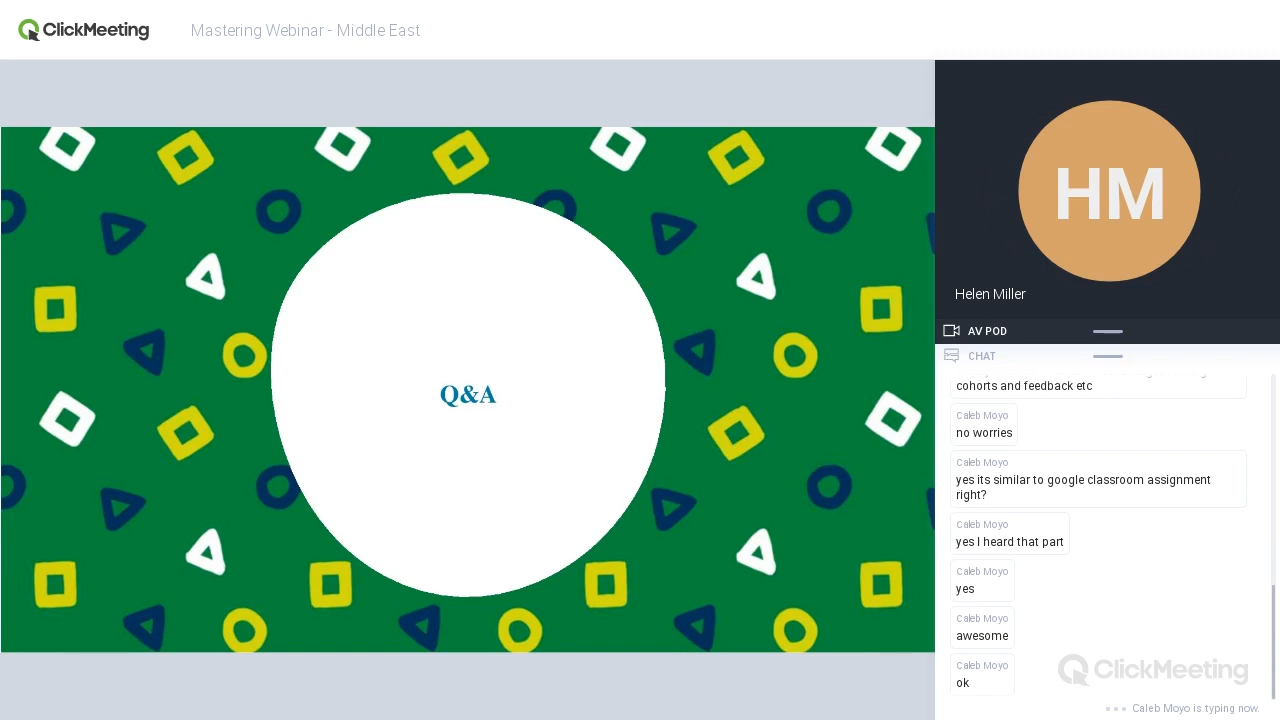 ClickMeeting
Mastering Webinar - Middle East
Q&A
HM
Helen Miller
AV POD
CHAT
cohorts and feedback etc
Caleb Moyo
no worries
Caleb Moyo
yes its similar to google classroom assignment
right?
Caleb Moyo
yes I heard that part
Caleb Moyo
yes
Caleb Moyo
awesome
Caleb Moyo
ok
ClickMeeting
Caleb Moyo is typing now.